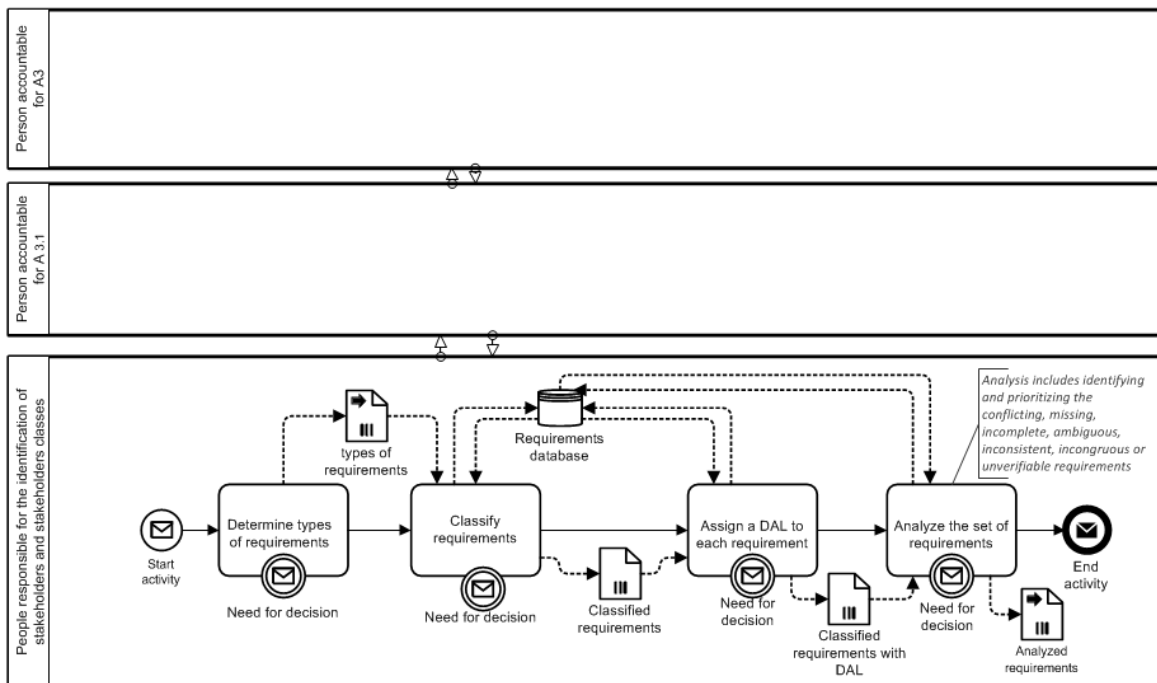 Person accountable
for A3
Person accountable
for A 3.1
People responsible for the identification of
stakeholders and stakeholders classes
Analysis includes identifying
and prioritizing the
conflicting, missing,
incomplete, ambiguous,
inconsistent, incongruous or
unverifiable requirements
types of
requirements
Requirements
database
Start
activity
Determine types
of requirements
Need for decision
Classify
requirements
Need for decision
Classified
requirements
Assign a DAL to
each requirement
Need for
decision
Classified
requirements with
DAL
Analyze the set of
requirements
Need for
decision
Analyzed
requirements
End
activity